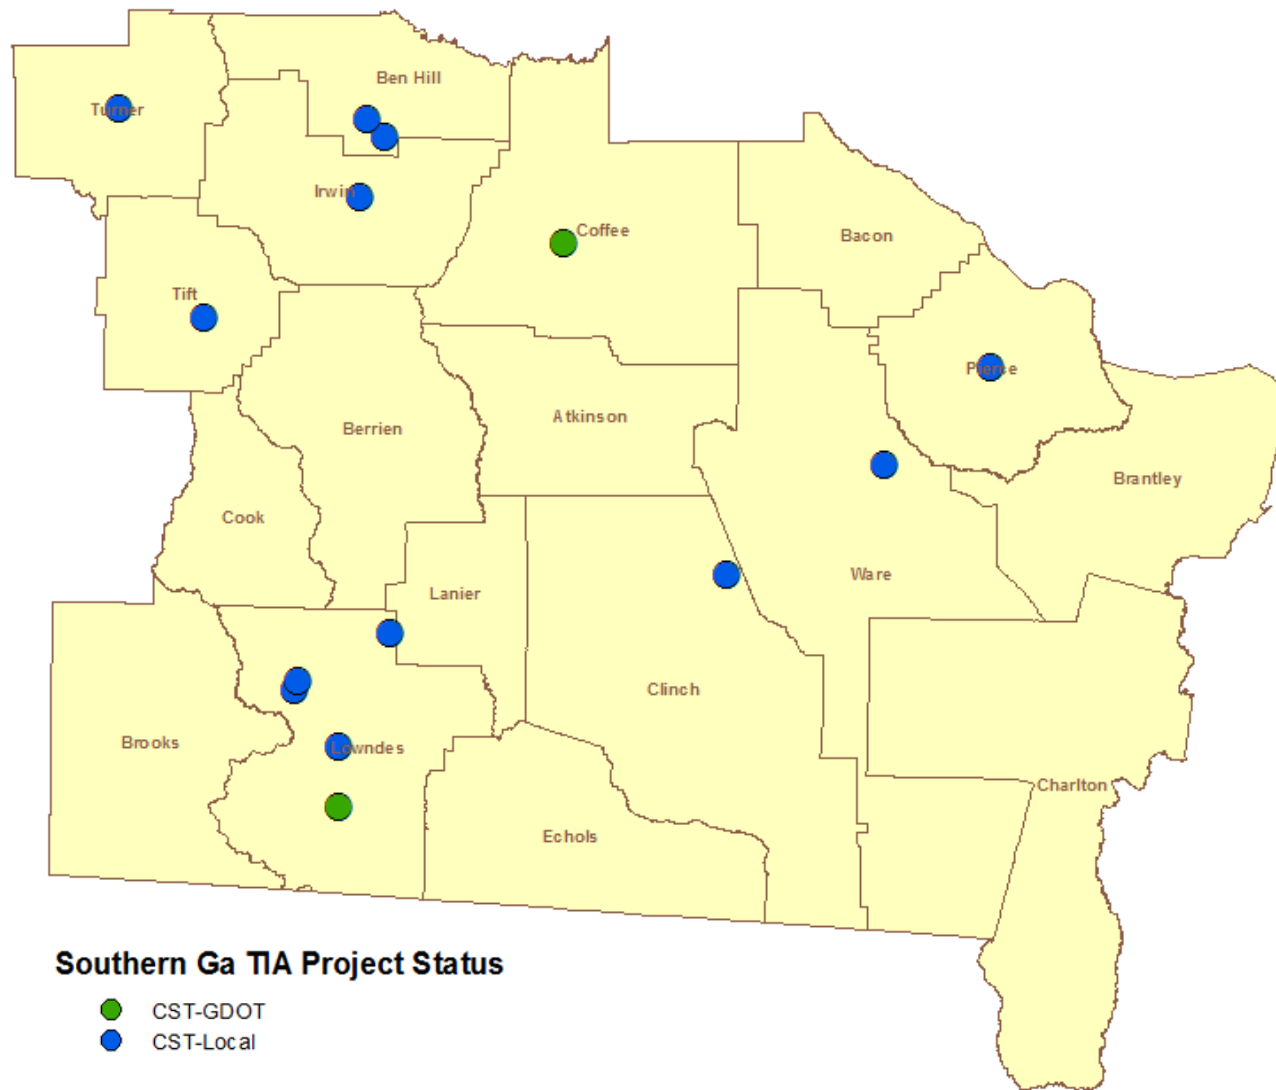 Ben Hill
Turner
Irwin
Coffee
Bacon
Tift
Pierce
Atkinson
Berrien
Brantley
Cook
Ware
Lanier
Clinch
Brooks
Lowndes
Charlton
Echols
Southern Ga TIA Project Status
CST-GDOT
CST-Local